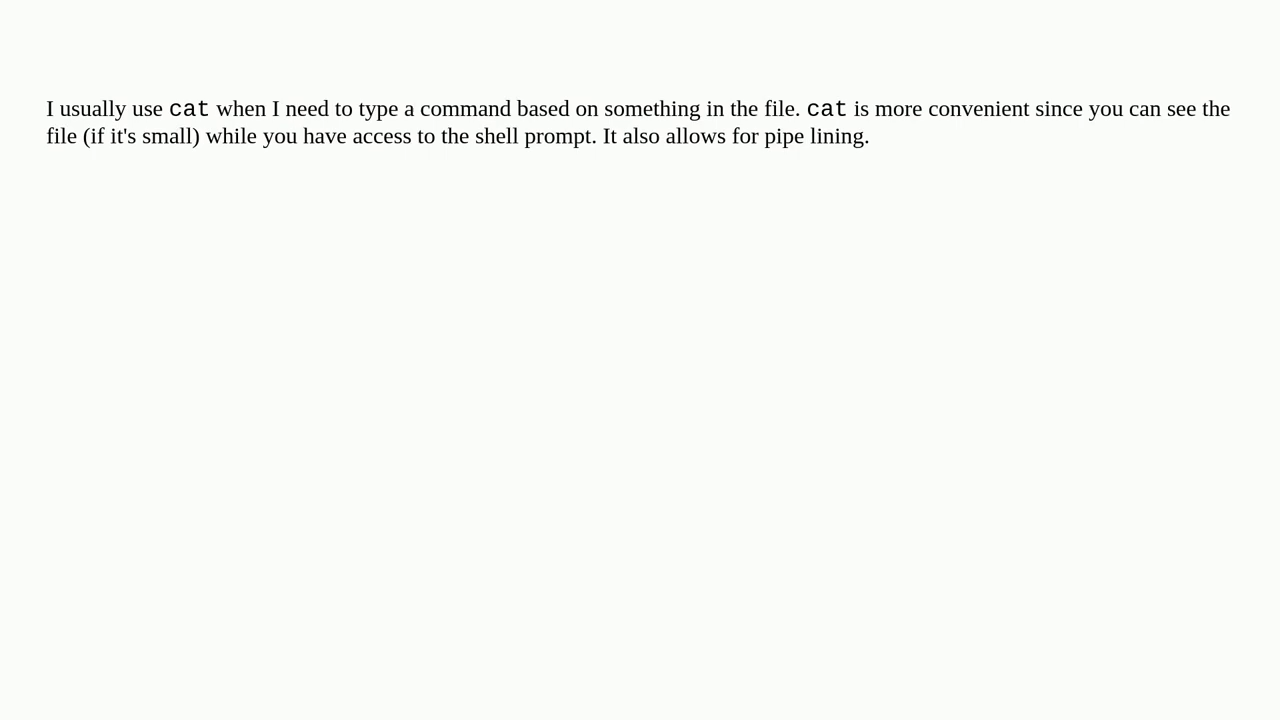 I usually use cat when I need to type a command based on something in the file. cat is more convenient since you can see the
file (if it's small) while you have access to the shell prompt. It also allows for pipe lining.